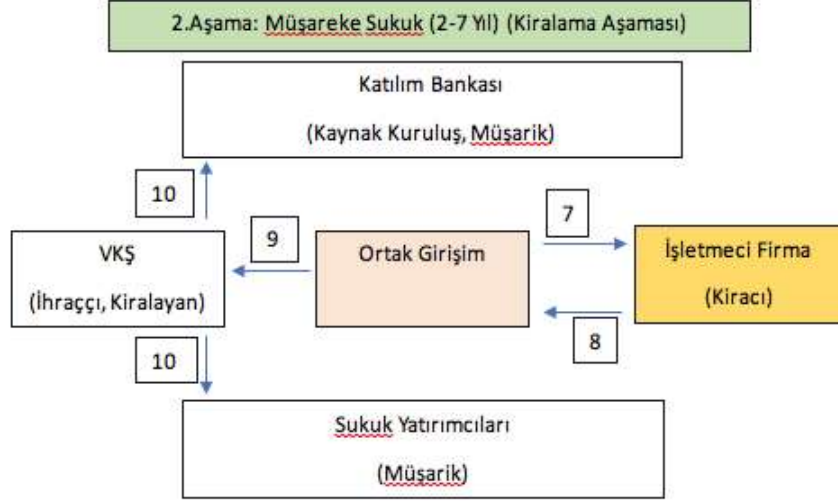 2.Aşama: Müşareke Sukuk (2-7 Yıl) (Kiralama Aşaması)
Katılım Bankası
(Kaynak Kuruluş, Müşarik)
10
7
9
VKŞ
(İhraççı, Kiralayan)
Ortak Girişim
İşletmeci Firma
(Kiracı)
8
10
Sukuk Yatırımcıları
(Müşarik)